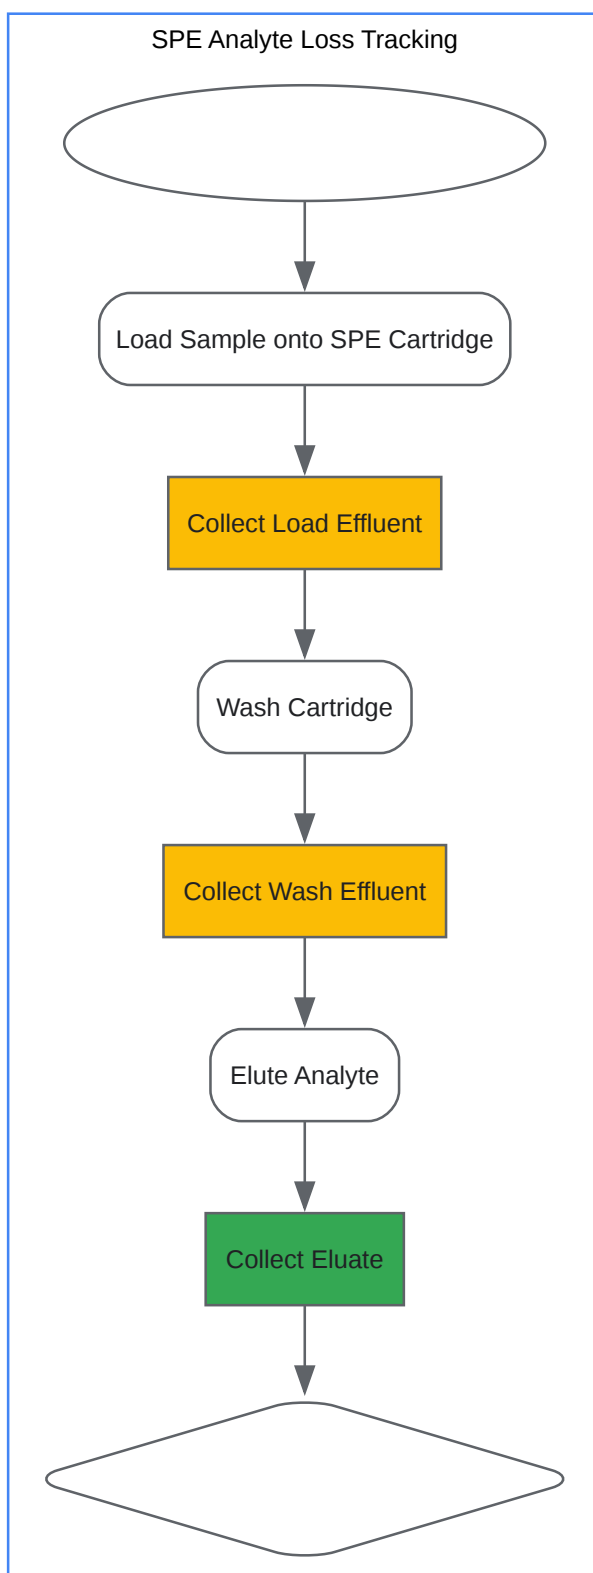 SPE Analyte Loss Tracking
Load Sample onto SPE Cartridge
Collect Load Effluent
Wash Cartridge
Collect Wash Effluent
Elute Analyte
Collect Eluate